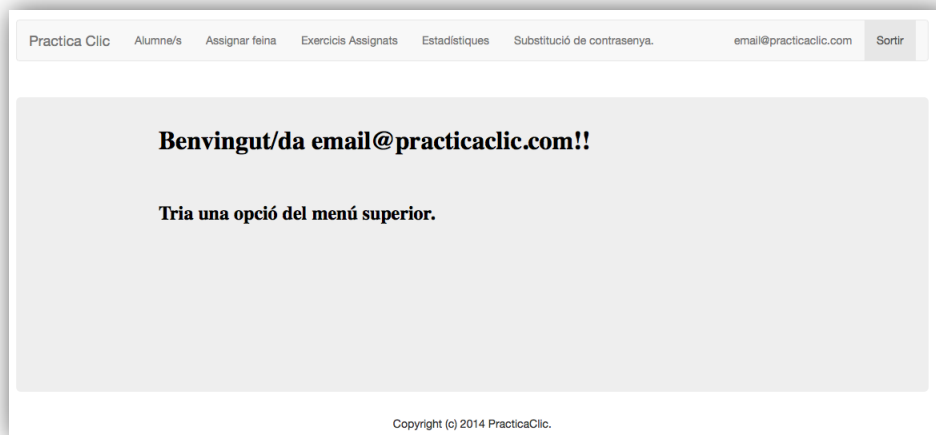 Practica Clic Alumne/s Assignar feina Exercicis Assignats Estadístiques Substitució de contrasenya. email@practicaclic.com Sortir
Benvingut/da email@practicaclic.com!!
Tria una opció del menú superior.
Copyright (c) 2014 PracticaClic.